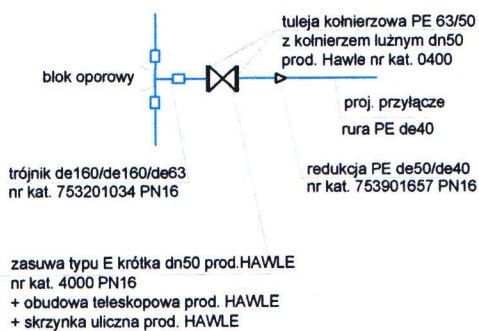 tuleja kołnierzowa PE 63/50
z kołnierzem lużnym dn50
prod. Hawle nr kat. 0400
blok oporowy
proj. przyłącze
rura PE de40
trójnik de160/de160/de63
nr kat. 753201034 PN16
redukcja PE de50/de40
nr kat. 753901657 PN16
zasuwa typu E krótka dn50 prod.HAWLE
nr kat. 4000 PN16
+ obudowa teleskopowa prod. HAWLE
+ skrzynka uliczna prod. HAWLE